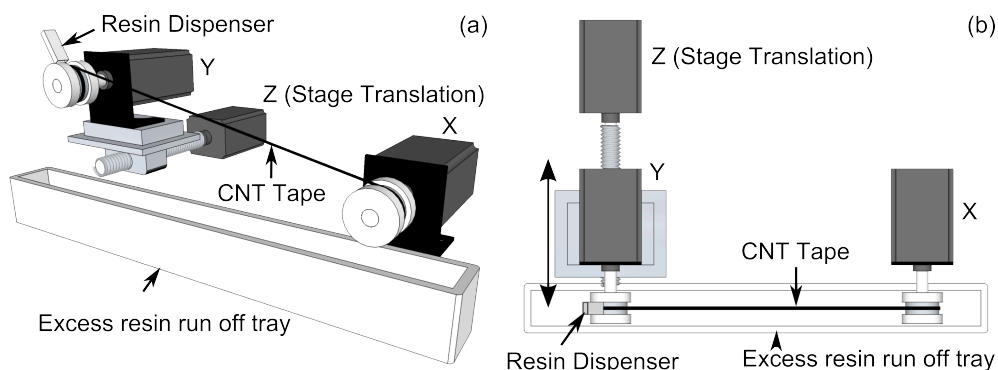 Resin Dispenser
(a)
Y
Z (Stage Translation)
X
CNT Tape
Excess resin run off tray
(b)
Z (Stage Translation)
Y
X
CNT Tape
Resin Dispenser
Excess resin run off tray